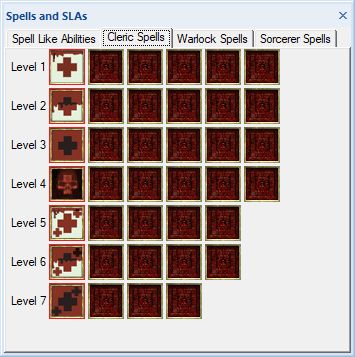 Spells and SLAs
Spell Like Abilities Cleric Spells Warlock Spells Sorcerer Spells
Level 1
Level 2
Level 3
Level 4
Level 5
Level 6
Level 7